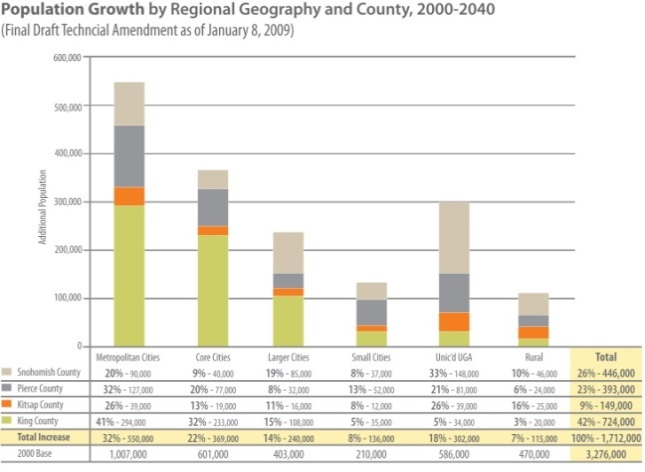 Population Growth by Regional Geography and County, 2000-2040
(Final Draft Techncial Amendment as of January 8, 2009)
600,000
500,000
400,000
300,000
200,000
100,000
0
Additional Population
Metropolitan Cities Core Cities Larger Cities Small Cities Unic'd UGA Rural Total
Snohomish County 20% - 90,000 9% - 40,000 19% - 85,000 8% - 37,000 33% - 148,000 10% - 46,000 26% - 446,000
Pierce County 32% - 127,000 20% - 77,000 8% - 32,000 13% - 52,000 21% - 81,000 6% - 24,000 23% - 393,000
Kitsap County 26% - 39,000 13% - 19,000 11% - 16,000 8% - 12,000 26% - 39,000 16% - 25,000 9% - 149,000
King County 41% - 294,000 32% - 233,000 15% - 108,000 5% - 35,000 5% - 34,000 3% - 20,000 42% - 724,000
Total Increase 32% - 550,000 22% - 369,000 14% - 240,000 8% - 136,000 18% - 302,000 7% - 115,000 100% - 1,712,000
2000 Base 1,007,000 601,000 403,000 210,000 586,000 470,000 3,276,000